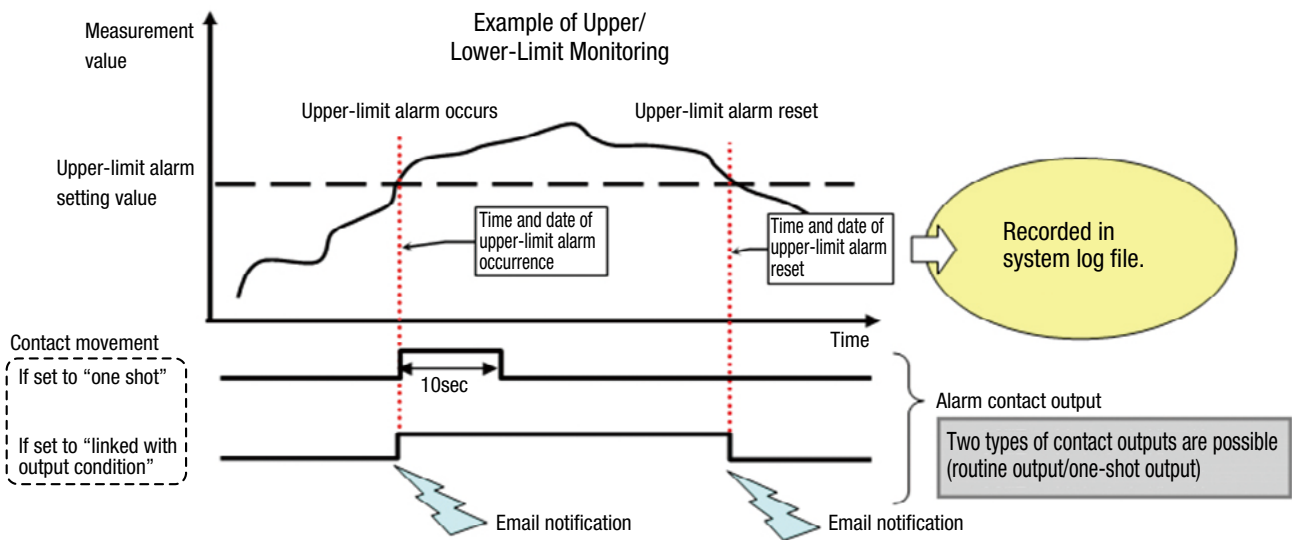 Measurement
value
Example of Upper/
Lower-Limit Monitoring
Upper-limit alarm occurs
Upper-limit alarm reset
Upper-limit alarm
setting value
Time and date of
upper-limit alarm
occurrence
Time and date of
upper-limit alarm
reset
Recorded in
system log file.
Time
Contact movement
If set to “one shot”
10sec
If set to “linked with
output condition”
Alarm contact output
Two types of contact outputs are possible
(routine output/one-shot output)
Email notification
Email notification